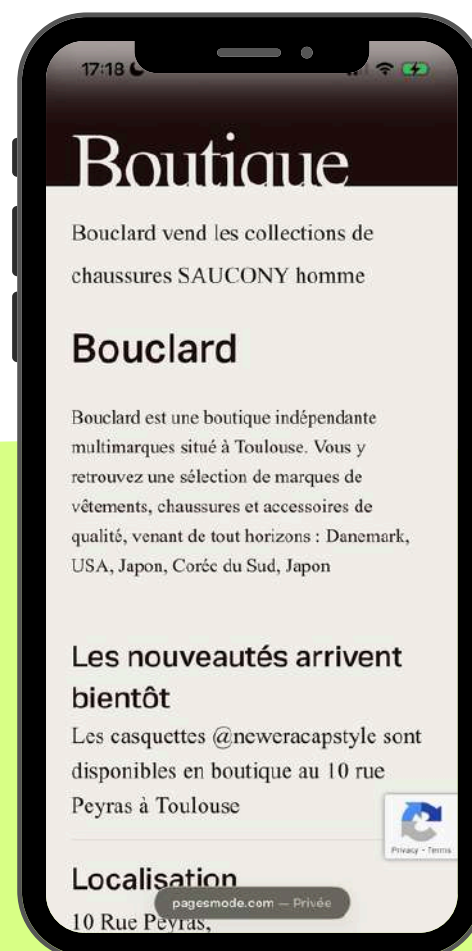 17:18
Boutique
Bouclard vend les collections de
chaussures SAUCONY homme
Bouclard
Bouclard est une boutique indépendante
multimarques situé à Toulouse. Vous y
retrouvez une sélection de marques de
vêtements, chaussures et accessoires de
qualité, venant de tout horizons : Danemark,
USA, Japon, Corée du Sud, Japon
Les nouveautés arrivent
bientôt
Les casquettes @neweracapstyle sont
disponibles en boutique au 10 rue
Peyras à Toulouse
Privacy - Terms
Localisation
pagesmode.com — Privée
10 Rue Peyras,